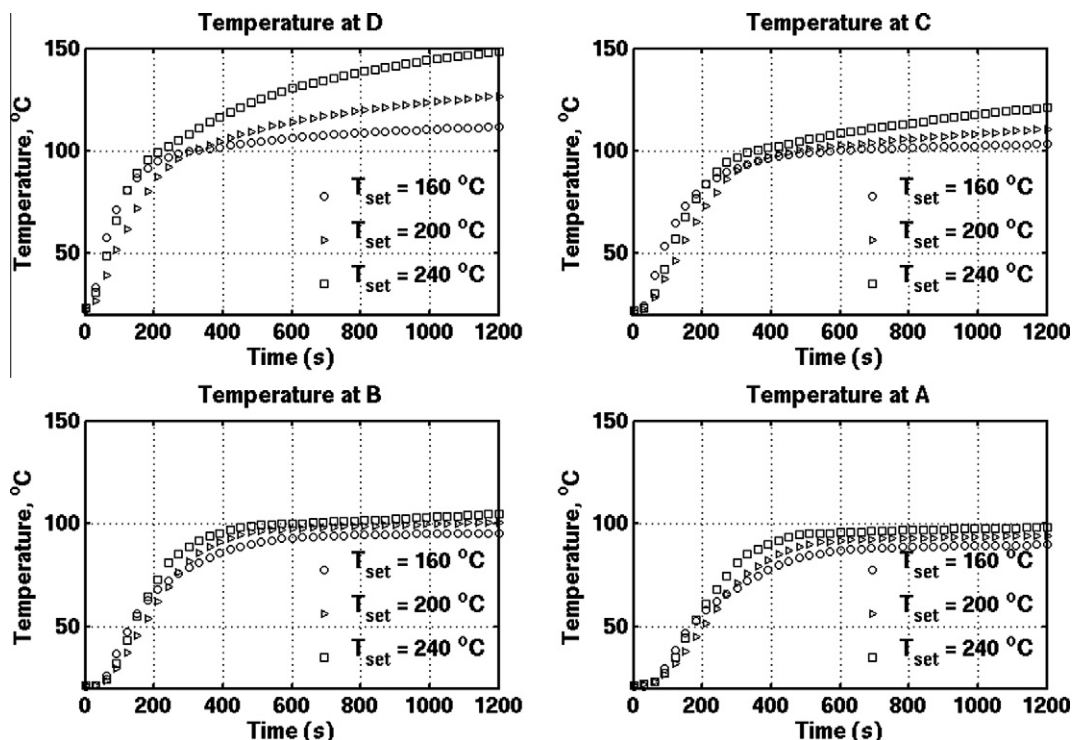 Temperature at D
150
100
50
Temperature, °C
0 200 400 600 800 1000 1200
Time (s)
T_set = 160 °C
T_set = 200 °C
T_set = 240 °C
Temperature at C
150
100
50
Temperature, °C
0 200 400 600 800 1000 1200
Time (s)
T_set = 160 °C
T_set = 200 °C
T_set = 240 °C
Temperature at B
150
100
50
Temperature, °C
0 200 400 600 800 1000 1200
Time (s)
T_set = 160 °C
T_set = 200 °C
T_set = 240 °C
Temperature at A
150
100
50
Temperature, °C
0 200 400 600 800 1000 1200
Time (s)
T_set = 160 °C
T_set = 200 °C
T_set = 240 °C